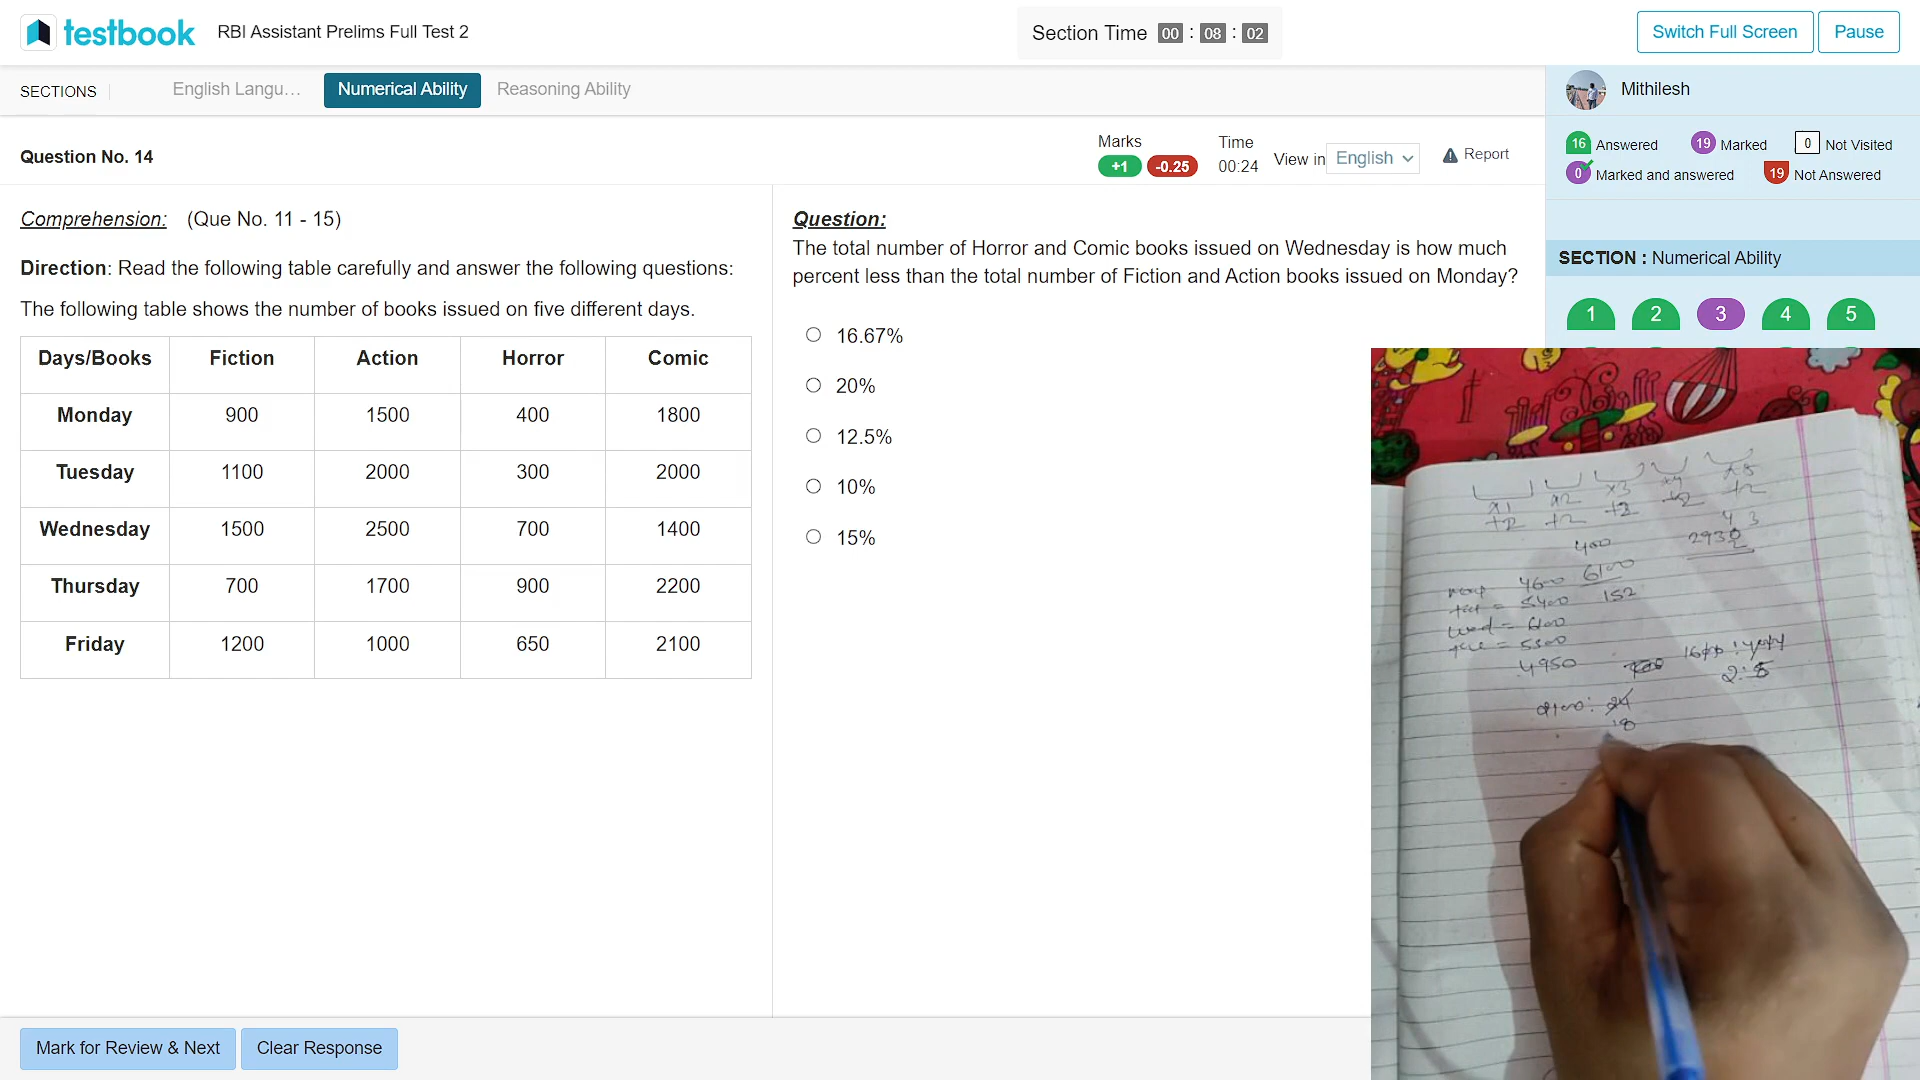 testbook
RBI Assistant Prelims Full Test 2
Section Time 00 : 08 : 02
Switch Full Screen
Pause
SECTIONS
English Langu...
Numerical Ability
Reasoning Ability
Mithilesh
16 Answered
19 Marked
0 Not Visited
0 Marked and answered
19 Not Answered
Question No. 14
Marks
+1 -0.25
Time
00:24
View in English
Report
SECTION : Numerical Ability
1 2 3 4 5
Comprehension: (Que No. 11 - 15)
Direction: Read the following table carefully and answer the following questions:
The following table shows the number of books issued on five different days.
Days/Books Fiction Action Horror Comic
Monday 900 1500 400 1800
Tuesday 1100 2000 300 2000
Wednesday 1500 2500 700 1400
Thursday 700 1700 900 2200
Friday 1200 1000 650 2100
Question:
The total number of Horror and Comic books issued on Wednesday is how much
percent less than the total number of Fiction and Action books issued on Monday?
16.67%
20%
12.5%
10%
15%
400
4600 6100
5400 152
6100
5500
4950
2:5
Mark for Review & Next
Clear Response